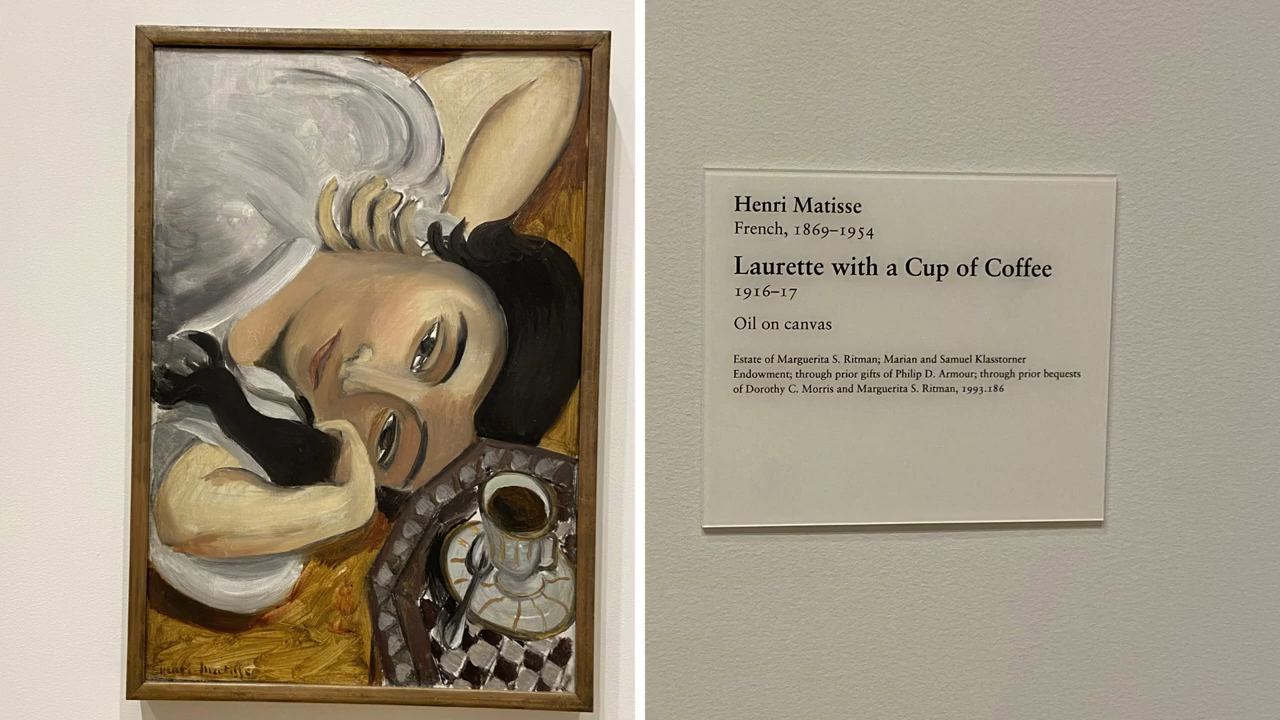 Henri Matisse
Henri Matisse
French, 1869–1954
Laurette with a Cup of Coffee
1916–17
Oil on canvas
Estate of Marguerita S. Ritman; Marian and Samuel Klasstorner
Endowment; through prior gifts of Philip D. Armour; through prior bequests
of Dorothy C. Morris and Marguerita S. Ritman, 1993.186